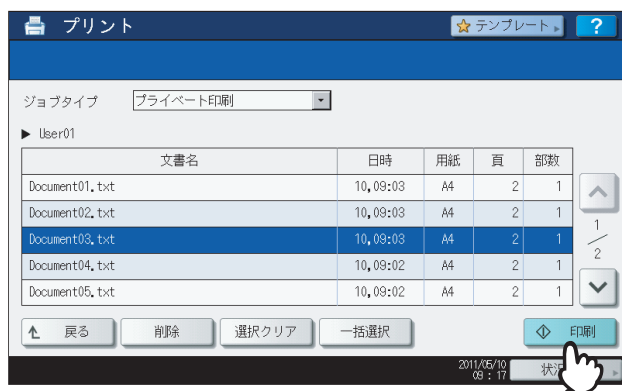 プリント
テンプレート
?
ジョブタイプ プライベート印刷
User01
文書名 日時 用紙 頁 部数
Document01.txt 10,09:03 A4 2 1
Document02.txt 10,09:03 A4 2 1
Document03.txt 10,09:03 A4 2 1
Document04.txt 10,09:02 A4 2 1
Document05.txt 10,09:02 A4 2 1
1/2
戻る 削除 選択クリア 一括選択 印刷
2011/05/10
09:17